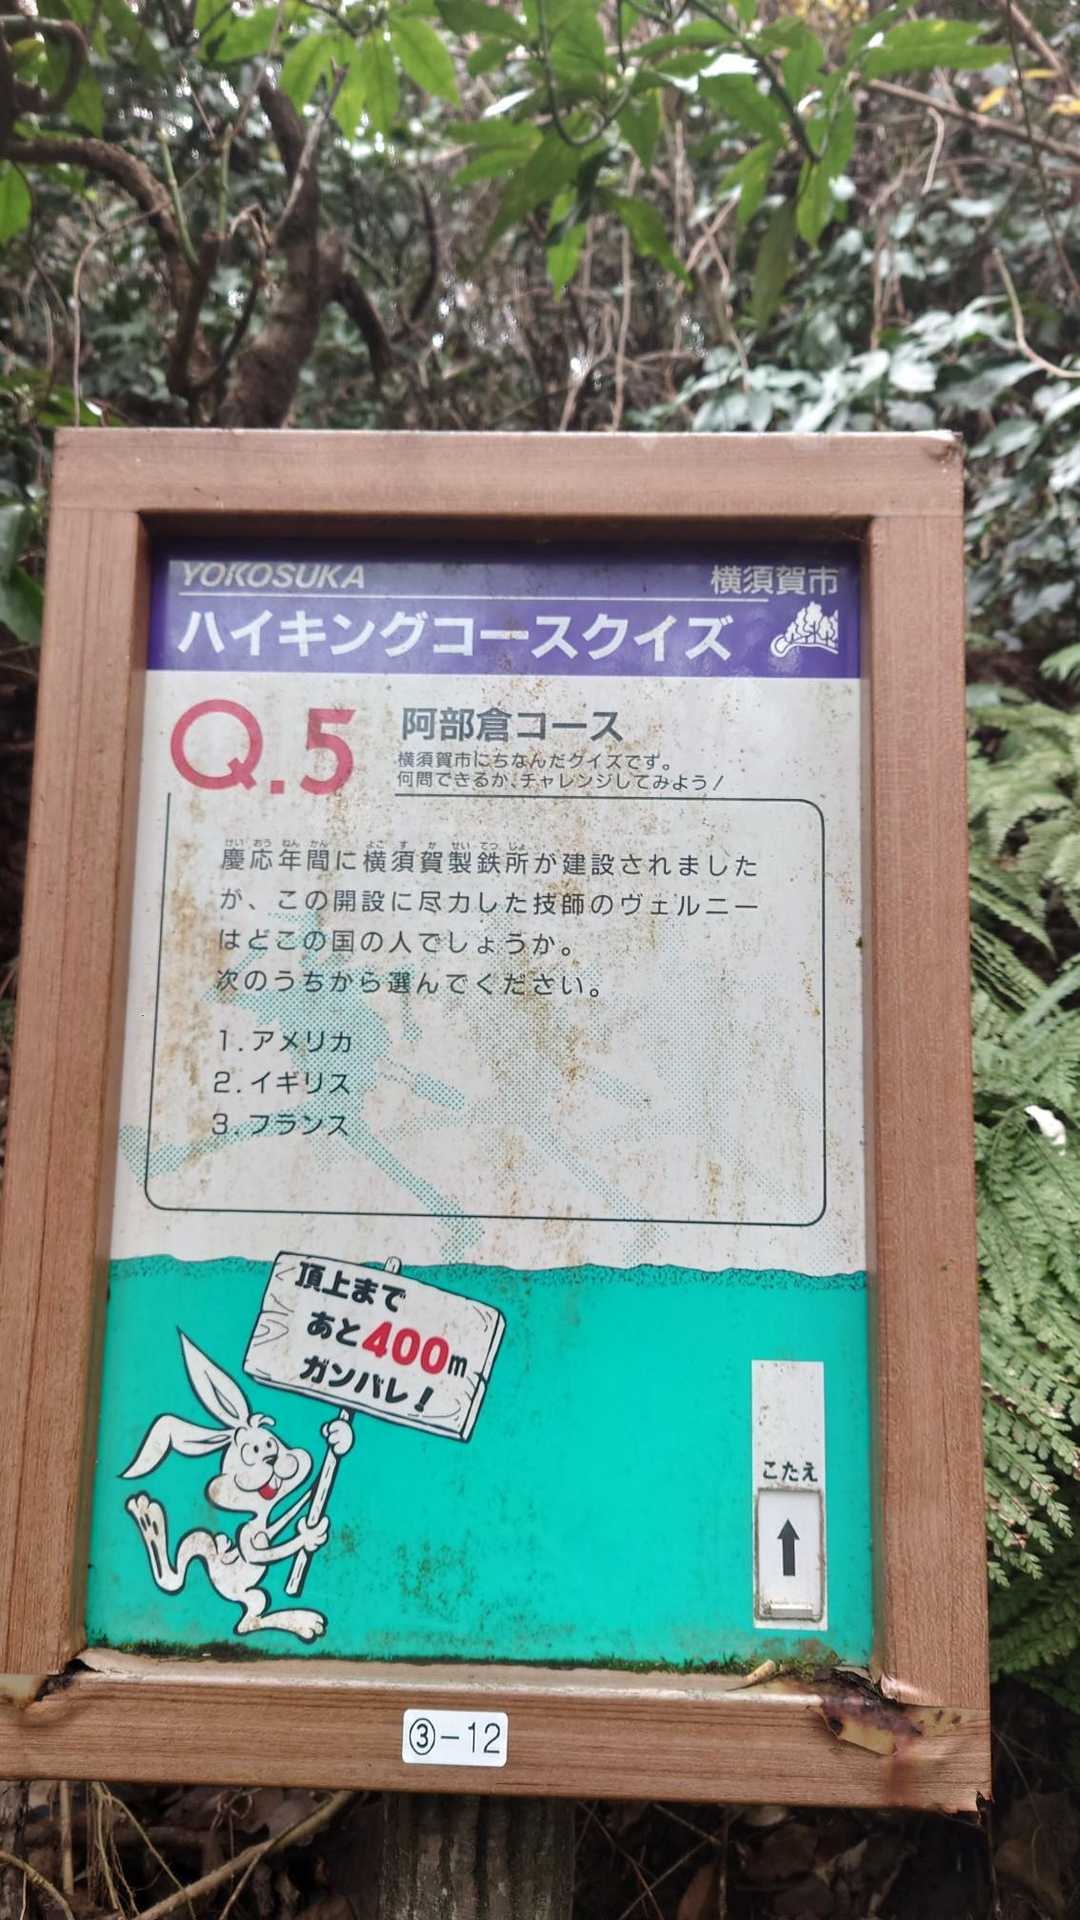 YOKOSUKA
横須賀市
ハイキングコースクイズ
Q.5
阿部倉コース
横須賀市にちなんだクイズです。
何問できるか、チャレンジしてみよう！
けい おう ねん かん よこ す か せい てつ じょ
慶応年間に横須賀製鉄所が建設されました
が、この開設に尽力した技師のヴェルニー
はどこの国の人でしょうか。
次のうちから選んでください。
1.アメリカ
2.イギリス
3.フランス
頂上まで
あと400m
ガンバレ！
こたえ
③-12